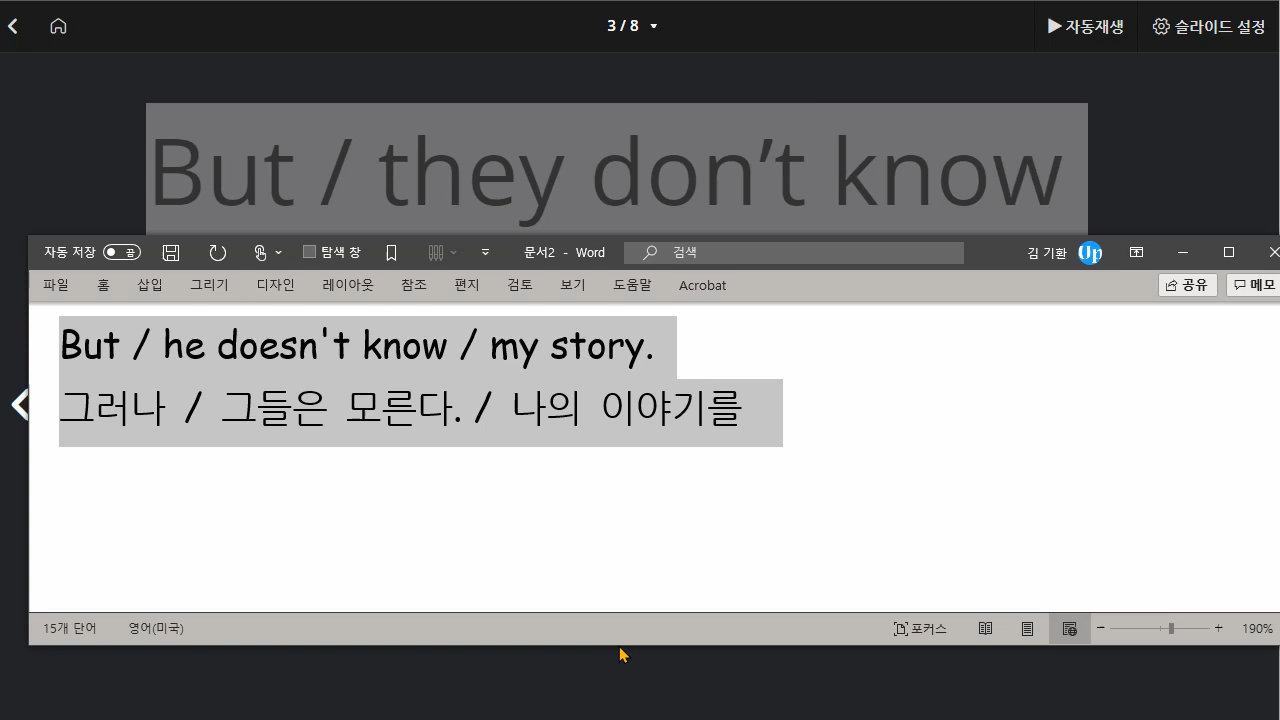 3 / 8
자동재생
슬라이드 설정
But / they don’t know
자동 저장 끔 탐색 창 문서2 - Word 검색 김 기환 Up
파일 홈 삽입 그리기 디자인 레이아웃 참조 편지 검토 보기 도움말 Acrobat 공유 메모
But / he doesn't know / my story.
그러나 / 그들은 모른다. / 나의 이야기를
15개 단어 영어(미국) 포커스 190%